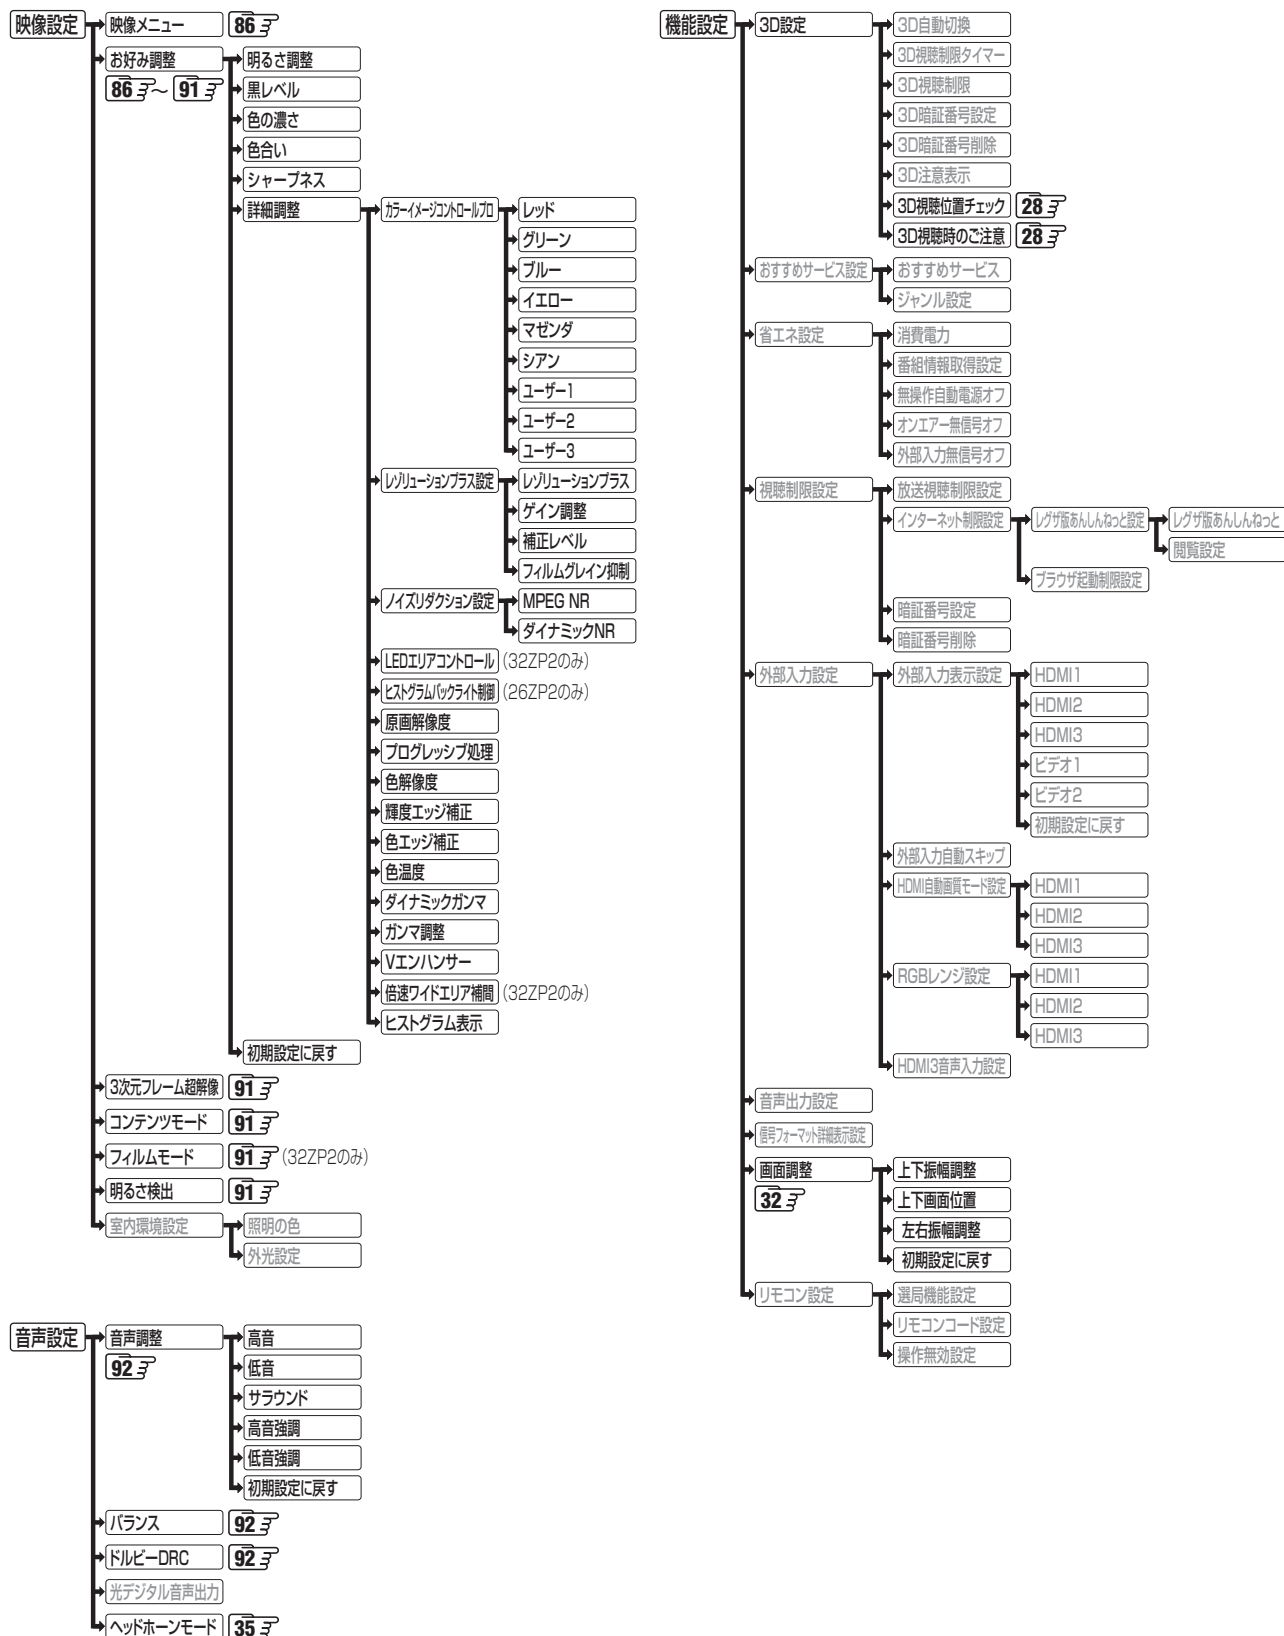 映像設定
映像メニュー 86
お好み調整
86 ～ 91
明るさ調整
黒レベル
色の濃さ
色合い
シャープネス
詳細調整
カラーイメージコントロールプロ
レッド
グリーン
ブルー
イエロー
マゼンダ
シアン
ユーザー1
ユーザー2
ユーザー3
レゾリューションプラス設定
レゾリューションプラス
ゲイン調整
補正レベル
フィルムグレイン抑制
ノイズリダクション設定
MPEG NR
ダイナミックNR
LEDエリアコントロール (32ZP2のみ)
ヒストグラムバックライト制御 (26ZP2のみ)
原画解像度
プログレッシブ処理
色解像度
輝度エッジ補正
色エッジ補正
色温度
ダイナミックガンマ
ガンマ調整
Vエンハンサー
倍速ワイドエリア補間 (32ZP2のみ)
ヒストグラム表示
初期設定に戻す
3次元フレーム超解像 91
コンテンツモード 91
フィルムモード 91 (32ZP2のみ)
明るさ検出 91
室内環境設定
照明の色
外光設定
音声設定
音声調整
92
高音
低音
サラウンド
高音強調
低音強調
初期設定に戻す
バランス 92
ドルビーDRC 92
光デジタル音声出力
ヘッドホーンモード 35
機能設定
3D設定
3D自動切換
3D視聴制限タイマー
3D視聴制限
3D暗証番号設定
3D暗証番号削除
3D注意表示
3D視聴位置チェック 28
3D視聴時のご注意 28
おすすめサービス設定
おすすめサービス
ジャンル設定
省エネ設定
消費電力
番組情報取得設定
無操作自動電源オフ
オンエアー無信号オフ
外部入力無信号オフ
視聴制限設定
放送視聴制限設定
インターネット制限設定
レグザ版あんしんねっと設定
レグザ版あんしんねっと
閲覧設定
ブラウザ起動制限設定
暗証番号設定
暗証番号削除
外部入力設定
外部入力表示設定
HDMI1
HDMI2
HDMI3
ビデオ1
ビデオ2
初期設定に戻す
外部入力自動スキップ
HDMI自動画質モード設定
HDMI1
HDMI2
HDMI3
RGBレンジ設定
HDMI1
HDMI2
HDMI3
HDMI3音声入力設定
音声出力設定
信号フォーマット詳細表示設定
画面調整
32
上下振幅調整
上下画面位置
左右振幅調整
初期設定に戻す
リモコン設定
選局機能設定
リモコンコード設定
操作無効設定